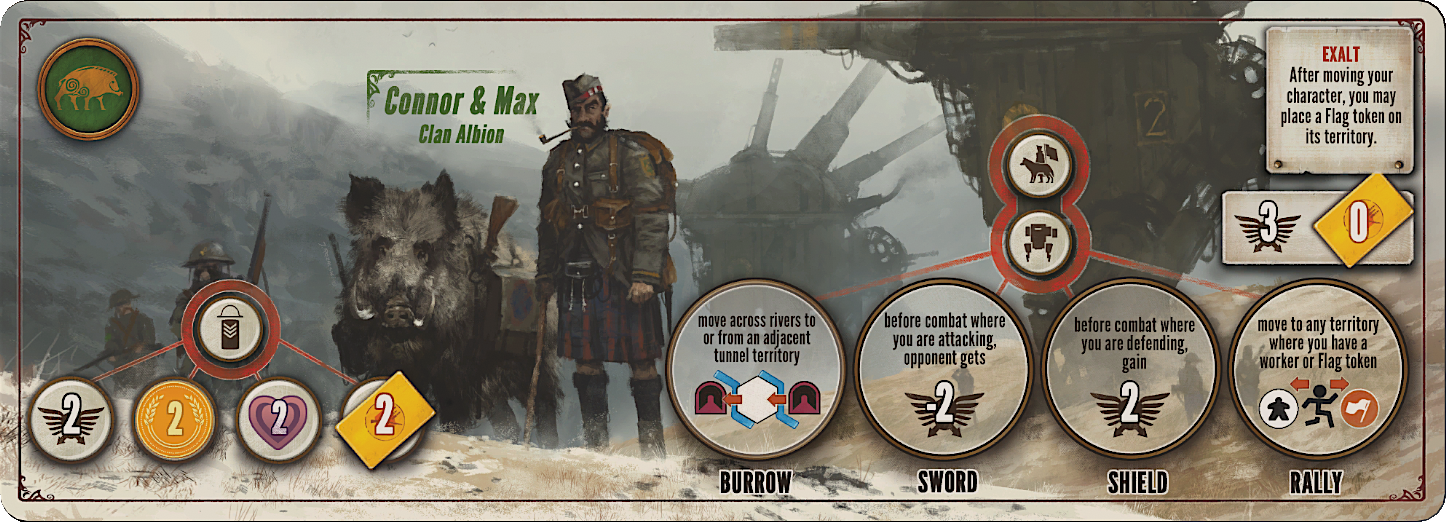 Connor & Max
Clan Albion
EXALT
After moving your
character, you may
place a Flag token on
its territory.
2
3
0
2
2
2
2
move across rivers to
or from an adjacent
tunnel territory
BURROW
before combat where
you are attacking,
opponent gets
-2
SWORD
before combat where
you are defending,
gain
2
SHIELD
move to any territory
where you have a
worker or Flag token
RALLY